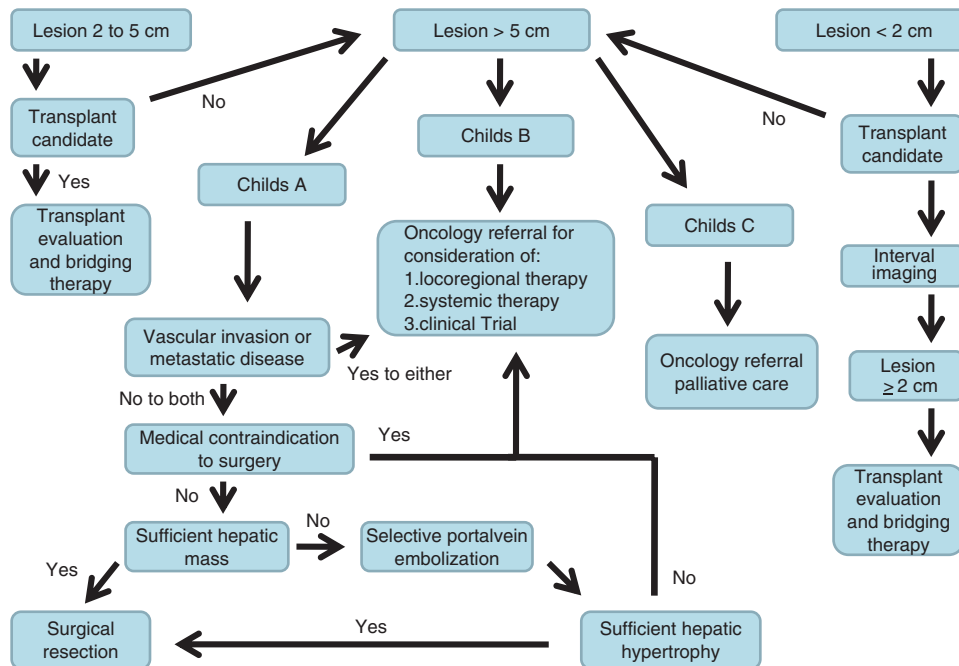 Lesion 2 to 5 cm
Lesion > 5 cm
Lesion < 2 cm
No
No
Transplant
candidate
Childs B
Transplant
candidate
Yes
Childs A
Transplant
evaluation
and bridging
therapy
Oncology referral for
consideration of:
1.locoregional therapy
2.systemic therapy
3.clinical Trial
Childs C
Interval
imaging
Vascular invasion or
metastatic disease
Yes to either
Oncology referral
palliative care
Lesion
≥ 2 cm
No to both
Medical contraindication
to surgery
Yes
Transplant
evaluation
and bridging
therapy
No
Sufficient hepatic
mass
No
Selective portalvein
embolization
Yes
No
Surgical
resection
Yes
Sufficient hepatic
hypertrophy